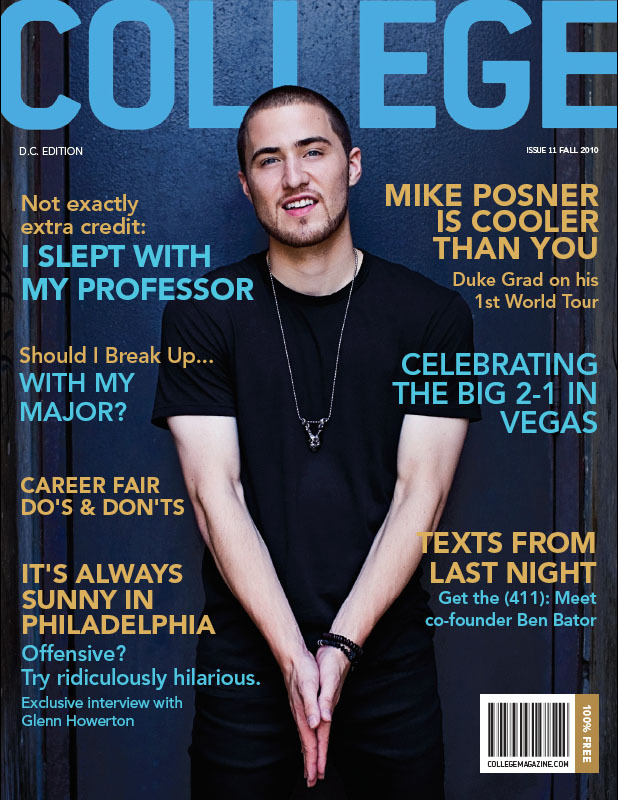 COLLEGE
D.C. EDITION
ISSUE 11 FALL 2010
Not exactly
extra credit:
I SLEPT WITH
MY PROFESSOR
MIKE POSNER
IS COOLER
THAN YOU
Duke Grad on his
1st World Tour
Should I Break Up...
WITH MY
MAJOR?
CELEBRATING
THE BIG 2-1 IN
VEGAS
CAREER FAIR
DO'S & DON'TS
TEXTS FROM
LAST NIGHT
Get the (411): Meet
co-founder Ben Bator
IT'S ALWAYS
SUNNY IN
PHILADELPHIA
Offensive?
Try ridiculously hilarious.
Exclusive interview with
Glenn Howerton
COLLEGEMAGAZINE.COM
100% FREE